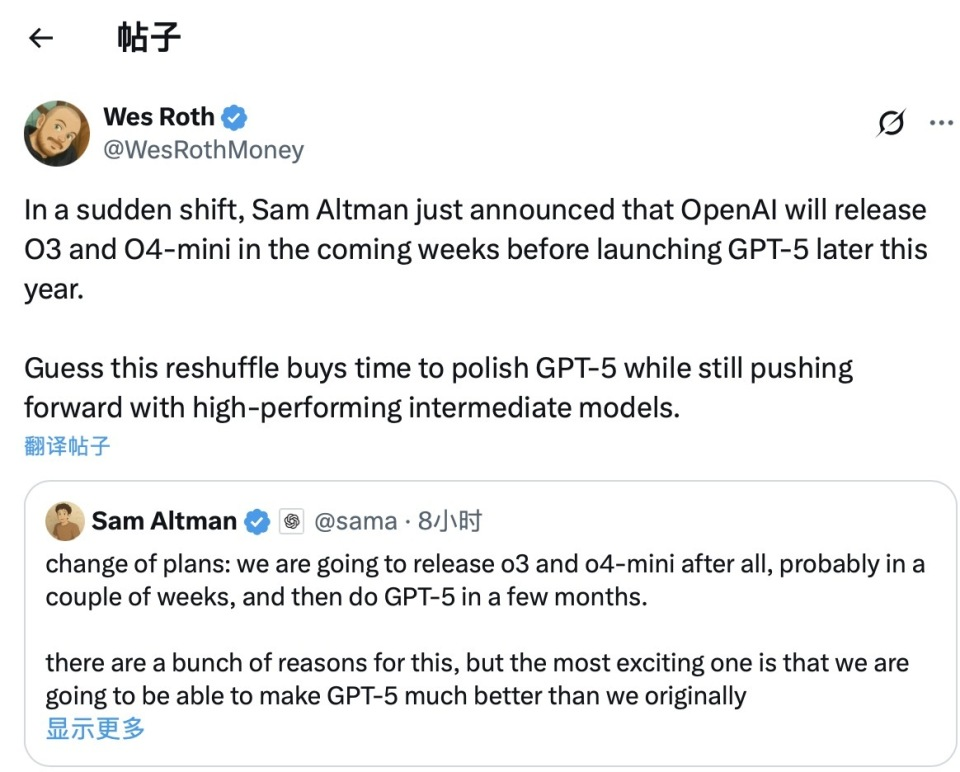 帖子
Wes Roth
@WesRothMoney
In a sudden shift, Sam Altman just announced that OpenAI will release
O3 and O4-mini in the coming weeks before launching GPT-5 later this
year.
Guess this reshuffle buys time to polish GPT-5 while still pushing
forward with high-performing intermediate models.
翻译帖子
Sam Altman @sama · 8小时
change of plans: we are going to release o3 and o4-mini after all, probably in a
couple of weeks, and then do GPT-5 in a few months.
there are a bunch of reasons for this, but the most exciting one is that we are
going to be able to make GPT-5 much better than we originally
显示更多